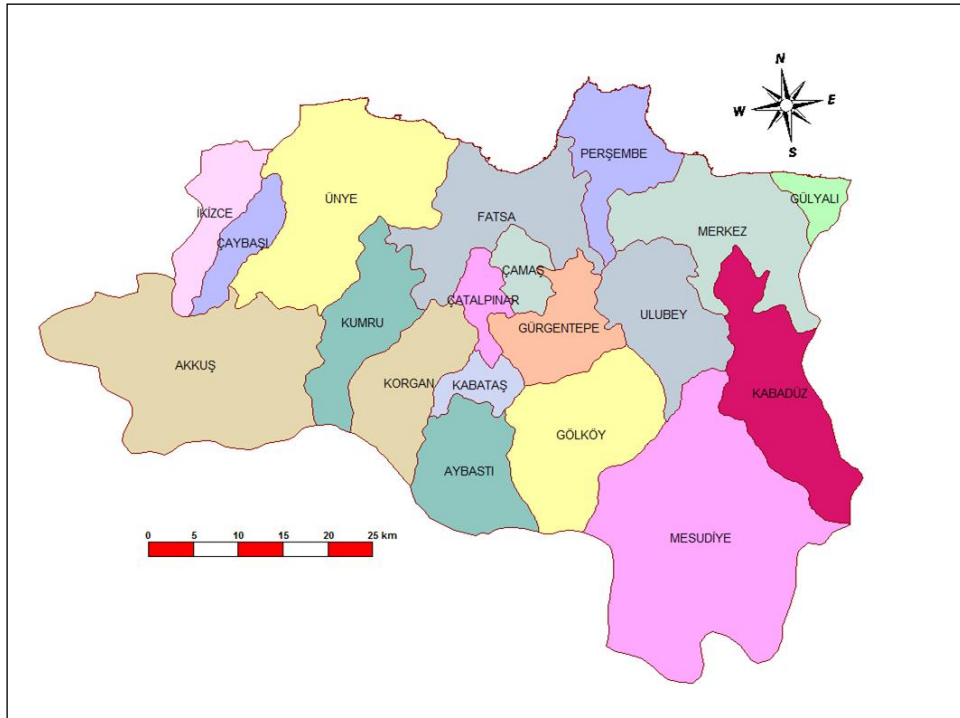 N
W E
S
PERŞEMBE
İKİZCE
ÜNYE
GÜLYALI
FATSA
MERKEZ
ÇAYBAŞI
ÇAMAŞ
ÇATALPINAR
ULUBEY
KUMRU
GÜRGENTEPE
AKKUŞ
KORGAN
KABATAŞ
KABADÜZ
GÖLKÖY
AYBASTI
MESUDİYE
0 5 10 15 20 25 km